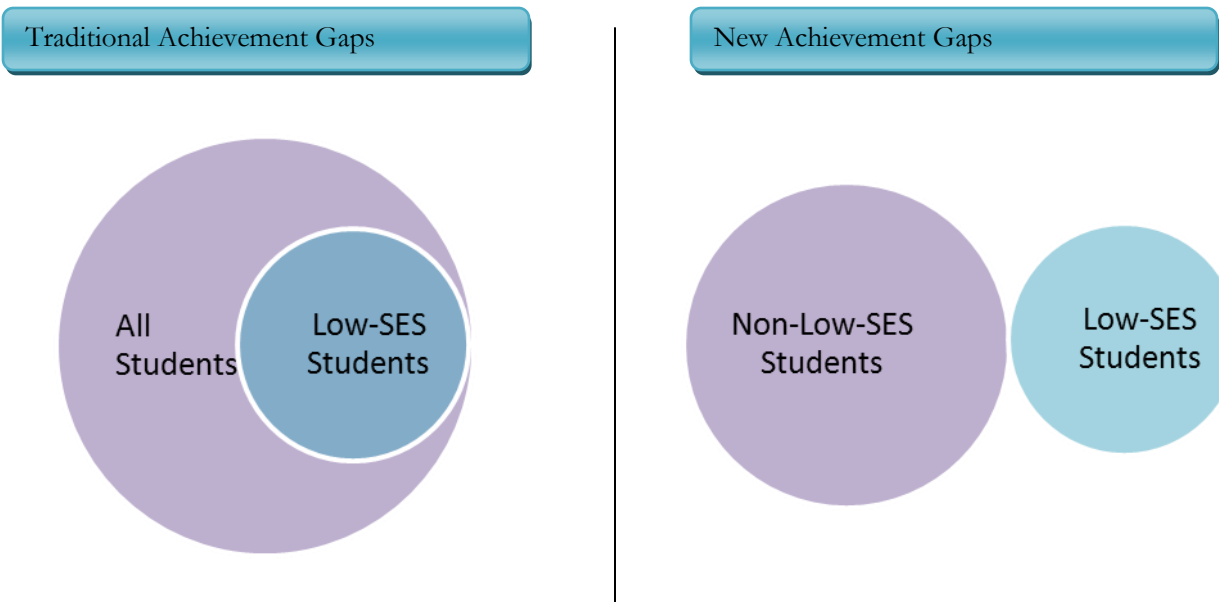 Traditional Achievement Gaps
New Achievement Gaps
All
Students
Low-SES
Students
Non-Low-SES
Students
Low-SES
Students